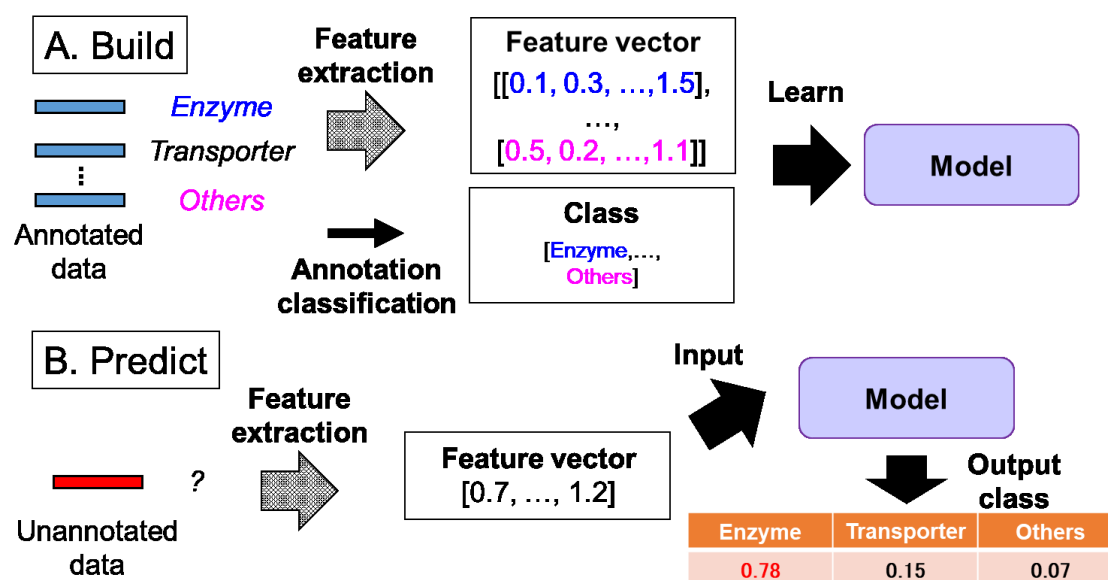 A. Build
Enzyme
Transporter
⋮
Others
Annotated
data
Feature
extraction
Annotation
classification
Feature vector
[[0.1, 0.3, …,1.5],
…,
[0.5, 0.2, …,1.1]]
Class
[Enzyme,…,
Others]
Learn
Model
B. Predict
?
Unannotated
data
Feature
extraction
Feature vector
[0.7, …, 1.2]
Input
Model
Output
class
Enzyme Transporter Others
0.78 0.15 0.07